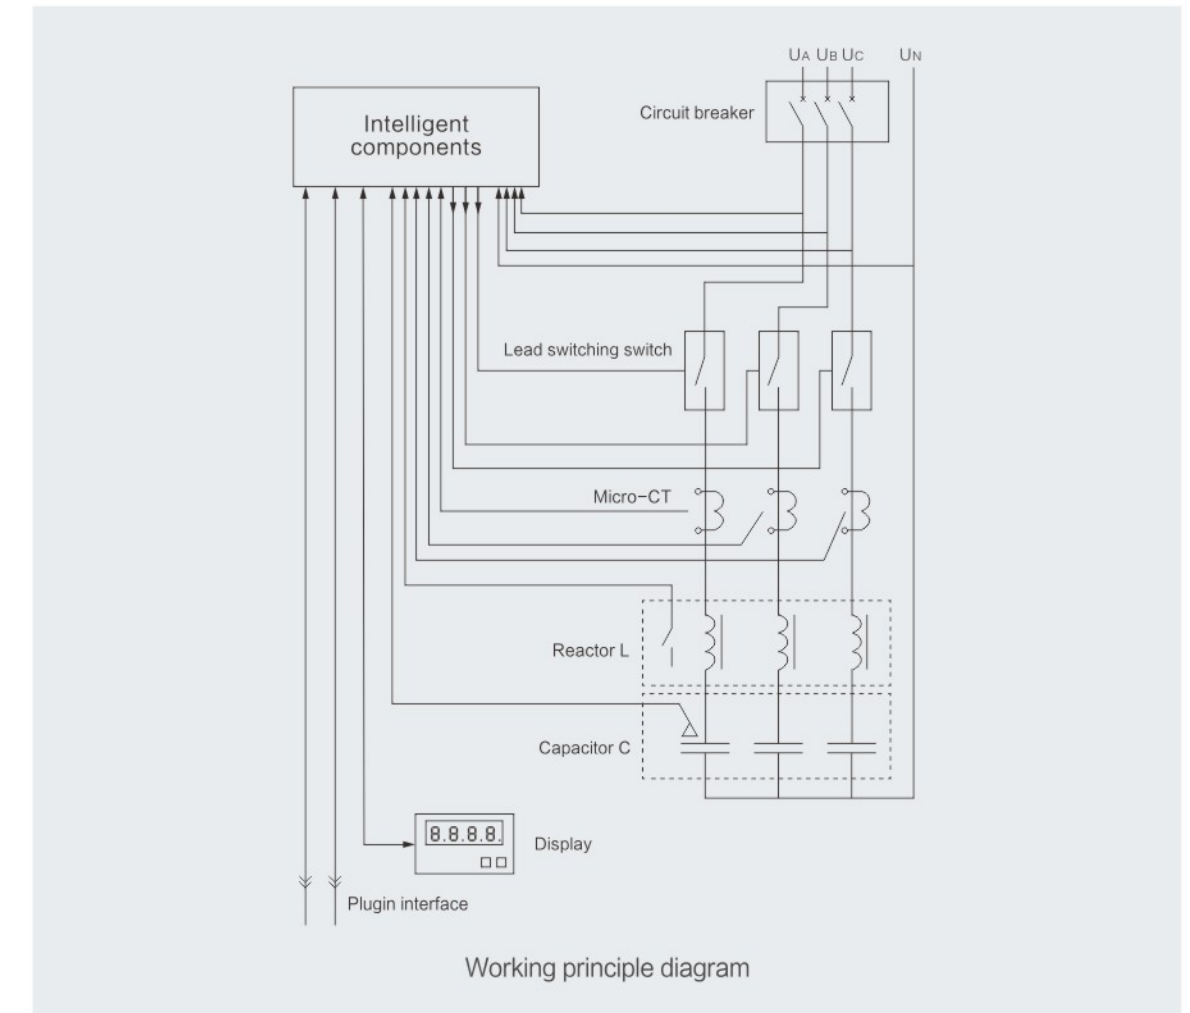 UA UB UC UN
Circuit breaker
Intelligent
components
Lead switching switch
Micro-CT
Reactor L
Capacitor C
8.8.8.8.
Display
Plugin interface
Working principle diagram